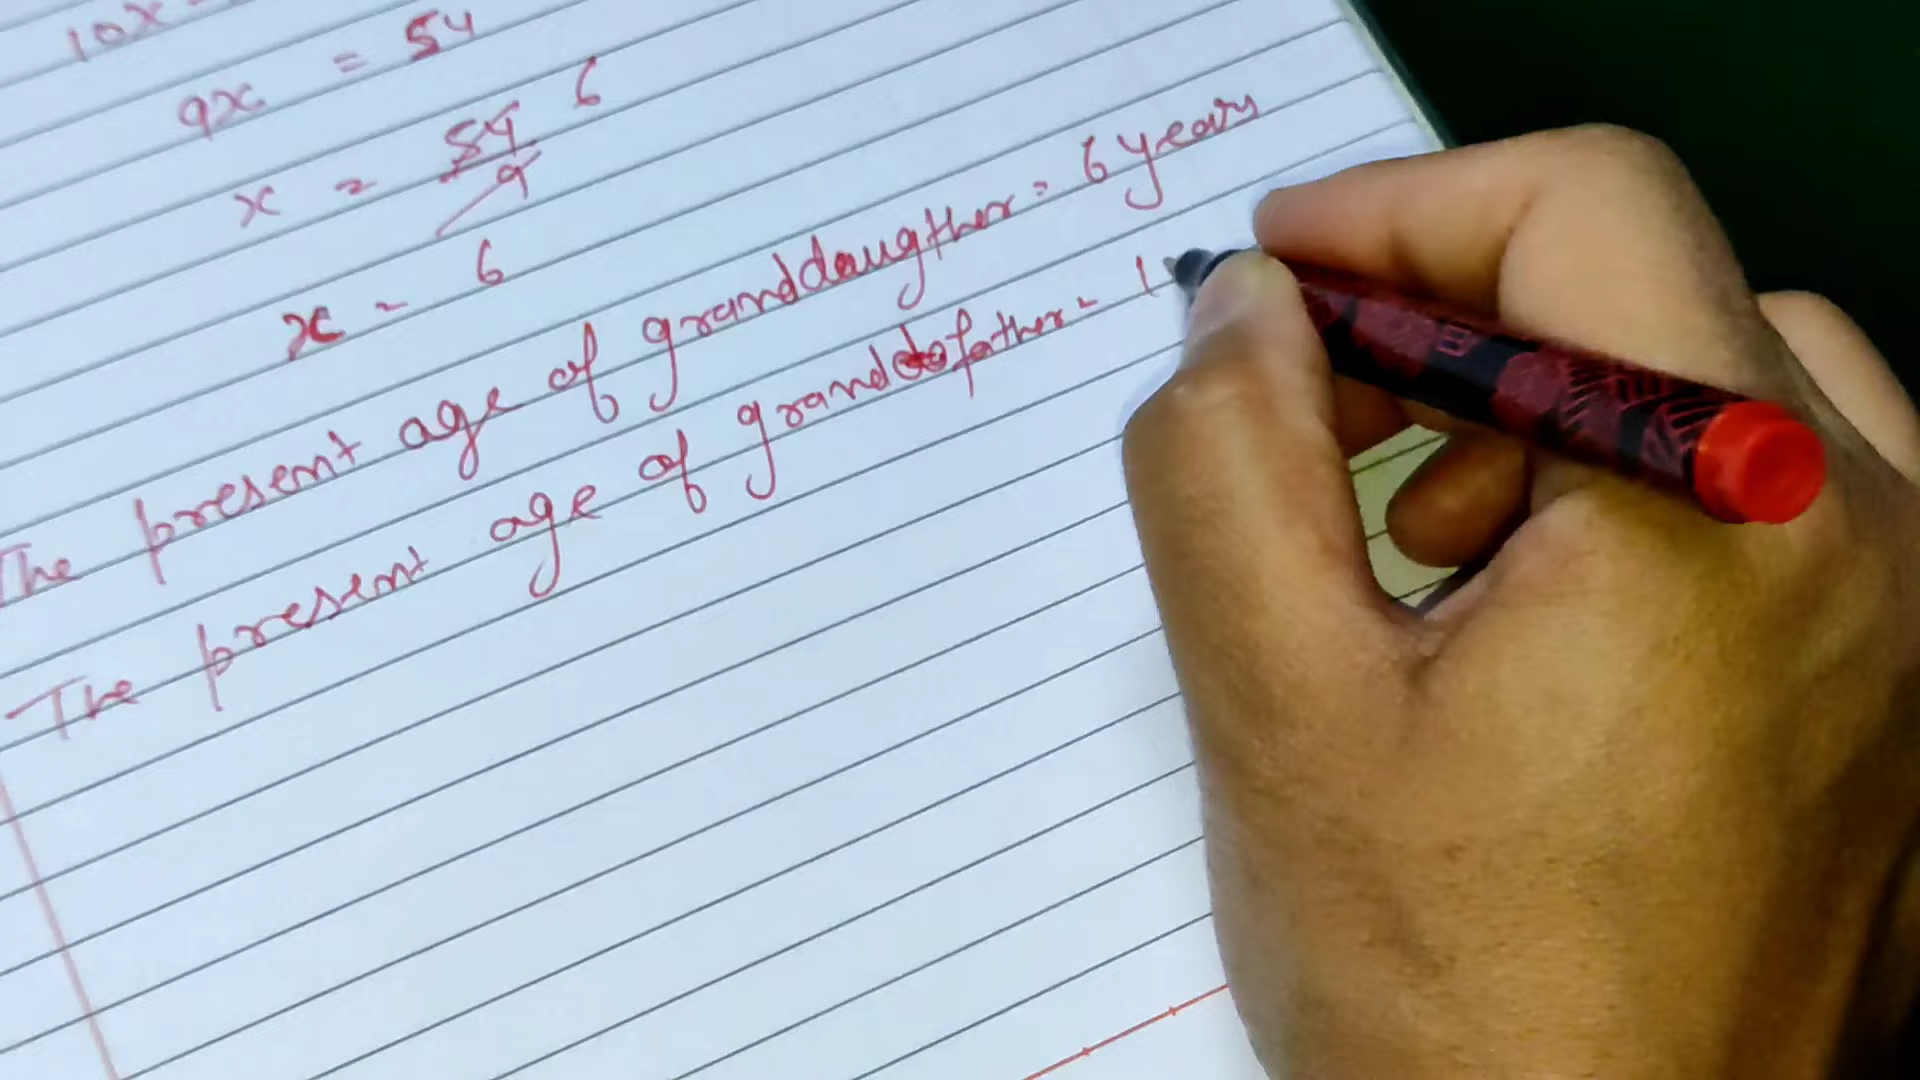 10x -
9x = 54
x = 54/9 6
x = 6
The present age of granddaugther = 6 years
The present age of grandfather = 1